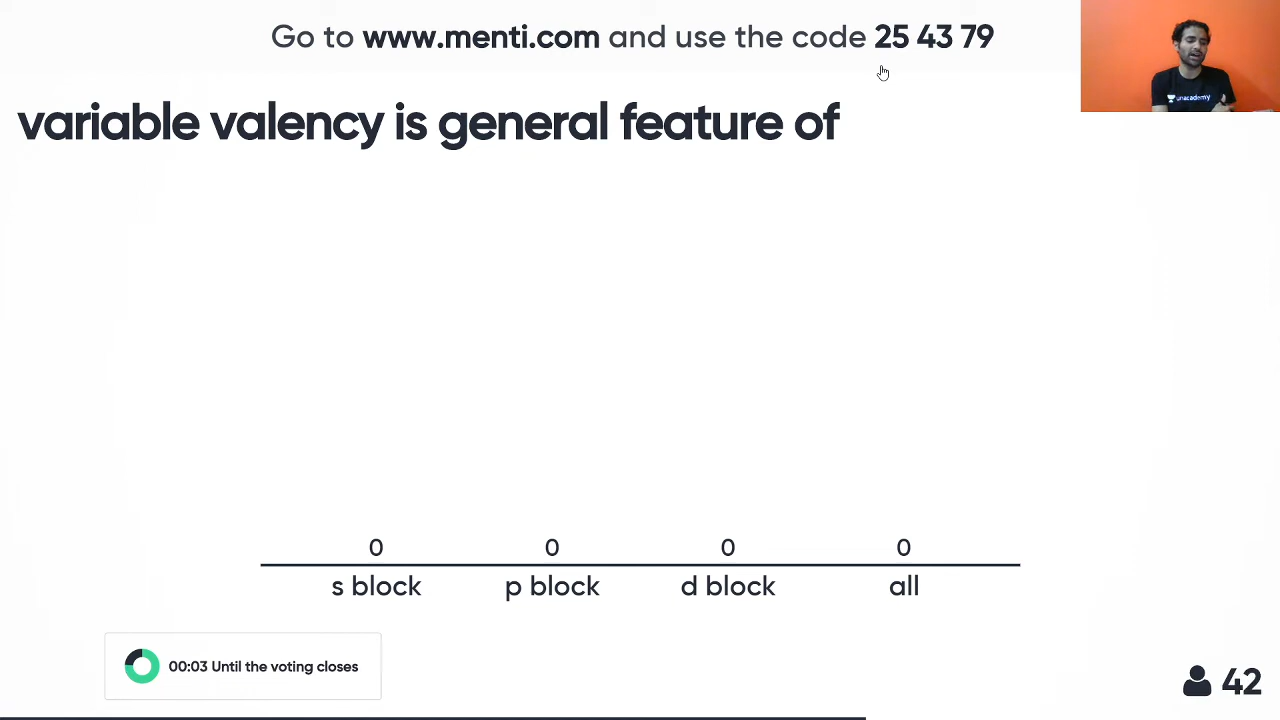 Go to www.menti.com and use the code 25 43 79
unacademy
variable valency is general feature of
0 0 0 0
s block p block d block all
00:03 Until the voting closes
42